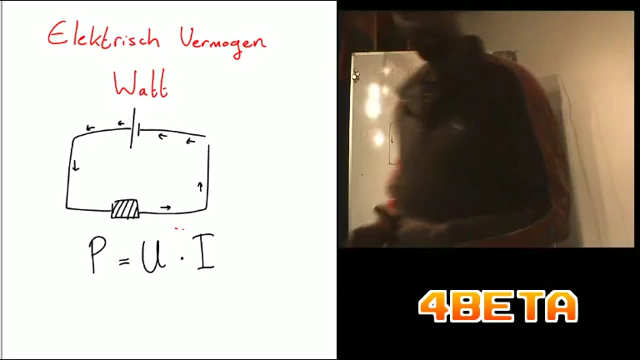 Elektrisch Vermogen
Watt
P = U · I
4BETA